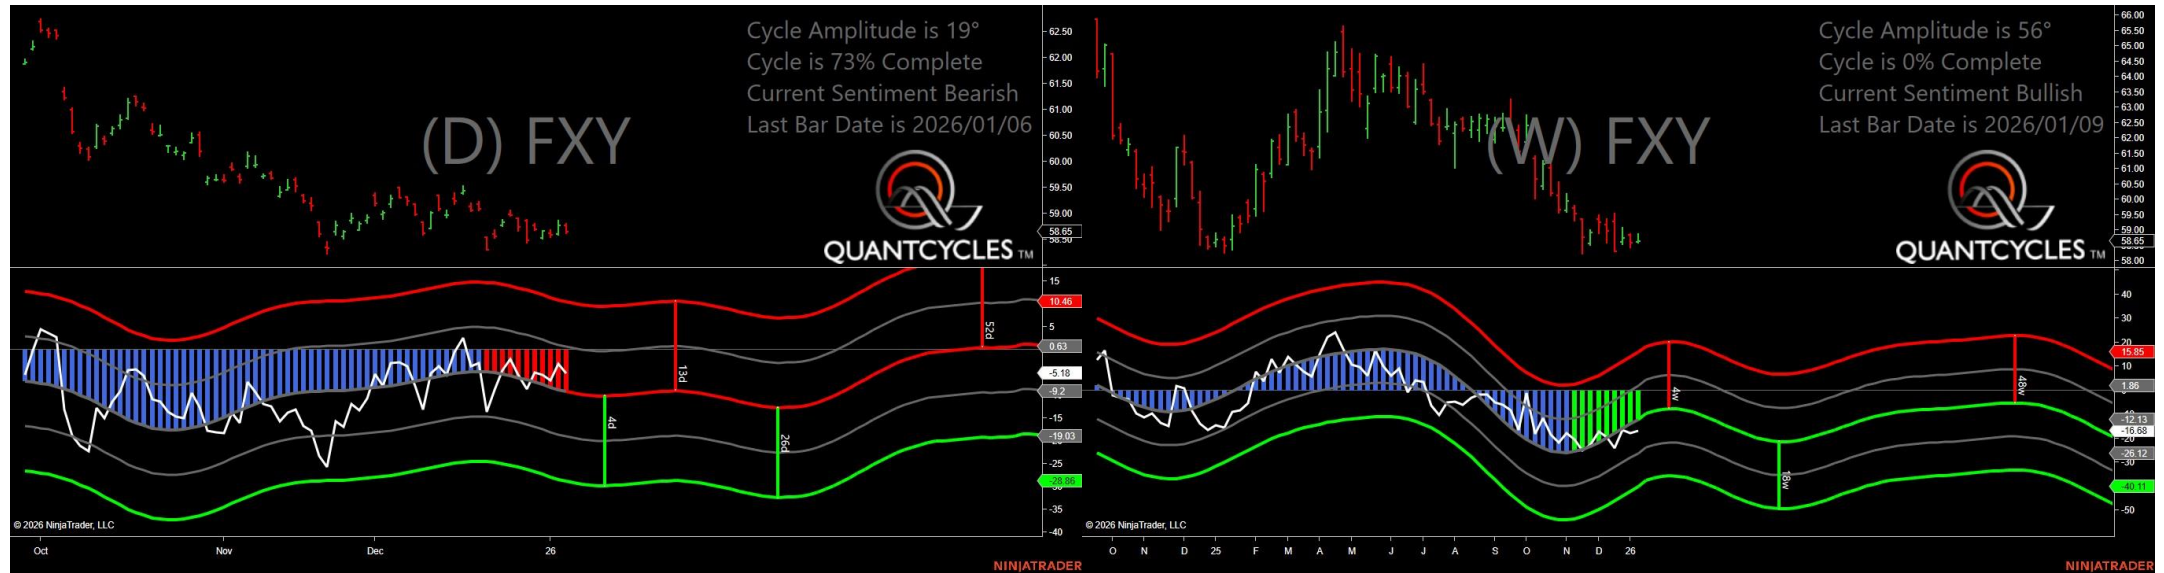 Cycle Amplitude is 19°
Cycle is 73% Complete
Current Sentiment Bearish
Last Bar Date is 2026/01/06
(D) FXY
QUANTCYCLES TM
62.50
62.00
61.50
61.00
60.50
60.00
59.50
59.00
58.65
58.50
15
10.46
5
0.63
-5.18
-9.2
-15
-19.03
-25
-28.86
-35
-40
13d
52d
4d
26d
© 2026 NinjaTrader, LLC
Oct Nov Dec 26
NINJATRADER
Cycle Amplitude is 56°
Cycle is 0% Complete
Current Sentiment Bullish
Last Bar Date is 2026/01/09
(W) FXY
QUANTCYCLES TM
66.00
65.50
65.00
64.50
64.00
63.50
63.00
62.50
62.00
61.50
61.00
60.50
60.00
59.50
59.00
58.65
58.00
40
30
20
15.85
1.86
-12.13
-16.68
-26.12
-30
-40.11
-50
4w
48w
18w
© 2026 NinjaTrader, LLC
O N D 25 F M A M J J A S O N D 26
NINJATRADER